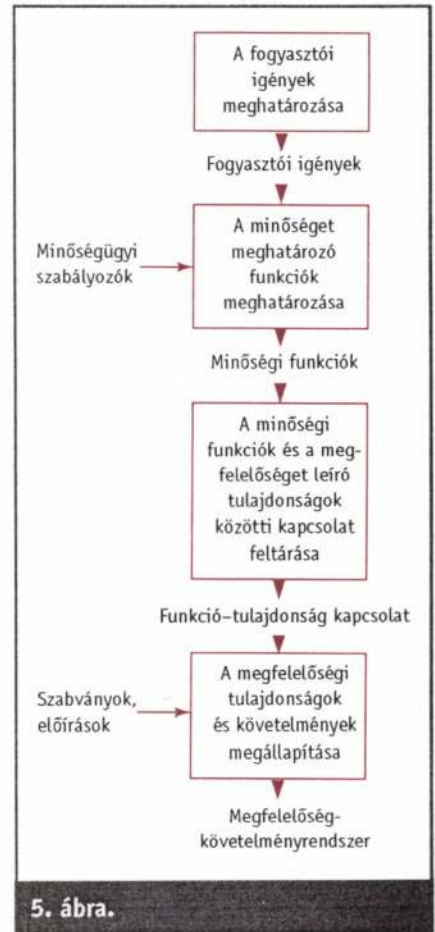 A fogyasztói
igények
meghatározása
Fogyasztói igények
Minőségügyi
szabályozók
A minőséget
meghatározó
funkciók
meghatározása
Minőségi funkciók
A minőségi
funkciók és a meg-
felelőséget leíró
tulajdonságok
közötti kapcsolat
feltárása
Funkció–tulajdonság kapcsolat
Szabványok,
előírások
A megfelelőségi
tulajdonságok
és követelmények
megállapítása
Megfelelőség-
követelményrendszer
5. ábra.